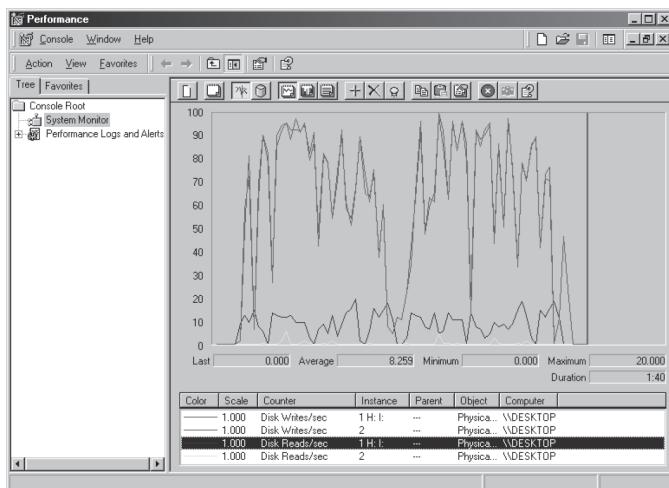 Performance
Console Window Help
Action View Favorites
Tree Favorites
Console Root
System Monitor
Performance Logs and Alerts
100
90
80
70
60
50
40
30
20
10
0
Last 0.000 Average 8.259 Minimum 0.000 Maximum 20.000
Duration 1:40
Color Scale Counter Instance Parent Object Computer
1.000 Disk Writes/sec 1 H: I: --- Physica... \\DESKTOP
1.000 Disk Writes/sec 2 --- Physica... \\DESKTOP
1.000 Disk Reads/sec 1 H: I: --- Physica... \\DESKTOP
1.000 Disk Reads/sec 2 --- Physica... \\DESKTOP